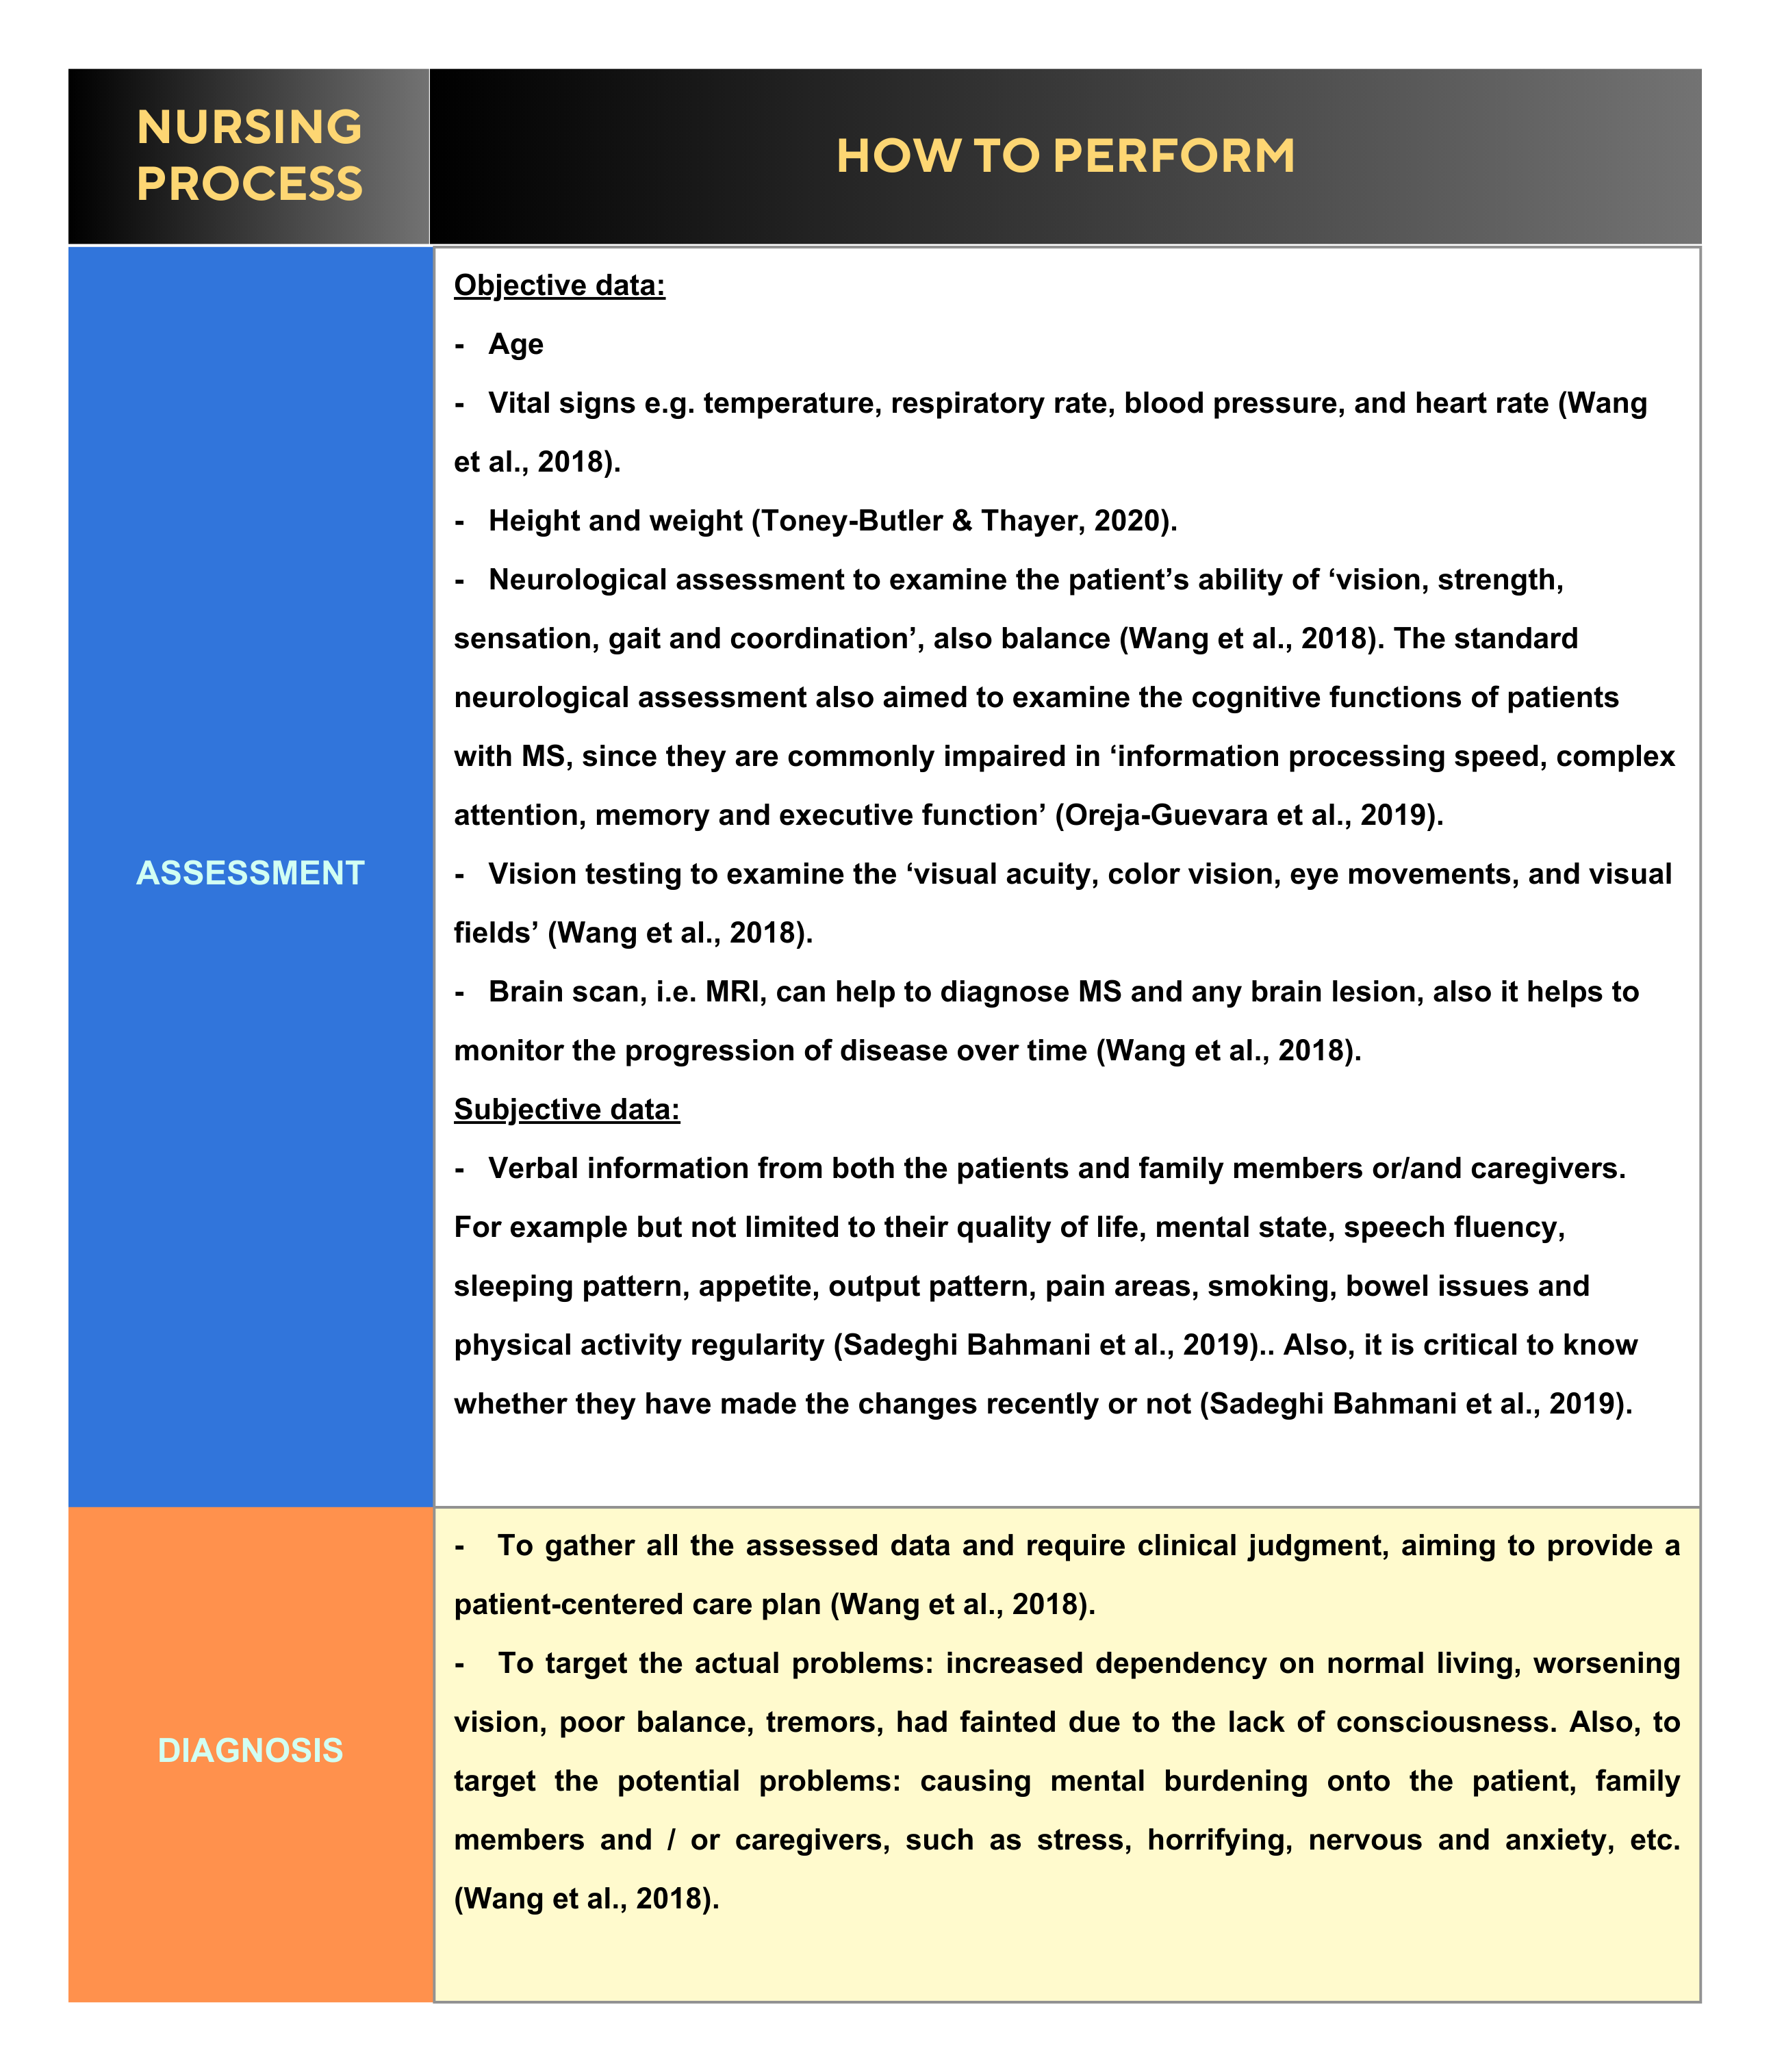 NURSING
PROCESS
HOW TO PERFORM
ASSESSMENT
Objective data:
- Age
- Vital signs e.g. temperature, respiratory rate, blood pressure, and heart rate (Wang
et al., 2018).
- Height and weight (Toney-Butler & Thayer, 2020).
- Neurological assessment to examine the patient’s ability of ‘vision, strength,
sensation, gait and coordination’, also balance (Wang et al., 2018). The standard
neurological assessment also aimed to examine the cognitive functions of patients
with MS, since they are commonly impaired in ‘information processing speed, complex
attention, memory and executive function’ (Oreja-Guevara et al., 2019).
- Vision testing to examine the ‘visual acuity, color vision, eye movements, and visual
fields’ (Wang et al., 2018).
- Brain scan, i.e. MRI, can help to diagnose MS and any brain lesion, also it helps to
monitor the progression of disease over time (Wang et al., 2018).
Subjective data:
- Verbal information from both the patients and family members or/and caregivers.
For example but not limited to their quality of life, mental state, speech fluency,
sleeping pattern, appetite, output pattern, pain areas, smoking, bowel issues and
physical activity regularity (Sadeghi Bahmani et al., 2019).. Also, it is critical to know
whether they have made the changes recently or not (Sadeghi Bahmani et al., 2019).
DIAGNOSIS
- To gather all the assessed data and require clinical judgment, aiming to provide a
patient-centered care plan (Wang et al., 2018).
- To target the actual problems: increased dependency on normal living, worsening
vision, poor balance, tremors, had fainted due to the lack of consciousness. Also, to
target the potential problems: causing mental burdening onto the patient, family
members and / or caregivers, such as stress, horrifying, nervous and anxiety, etc.
(Wang et al., 2018).